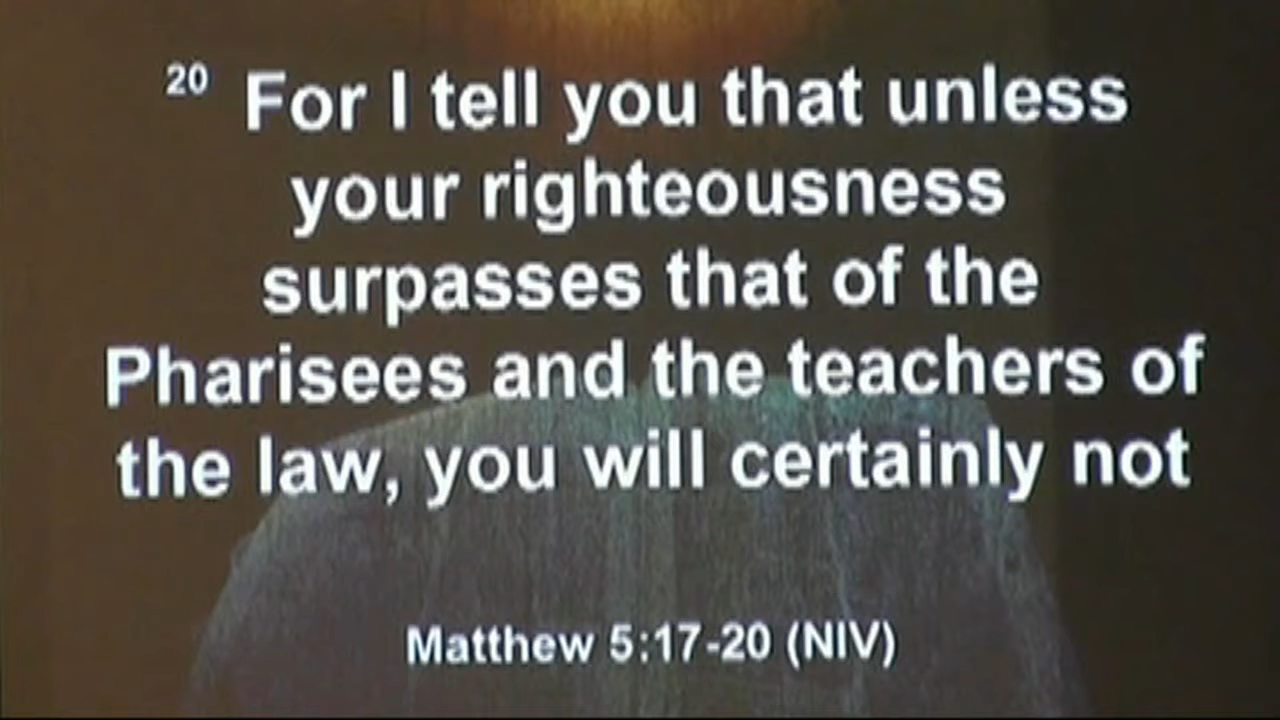 20 For I tell you that unless
your righteousness
surpasses that of the
Pharisees and the teachers of
the law, you will certainly not
Matthew 5:17-20 (NIV)